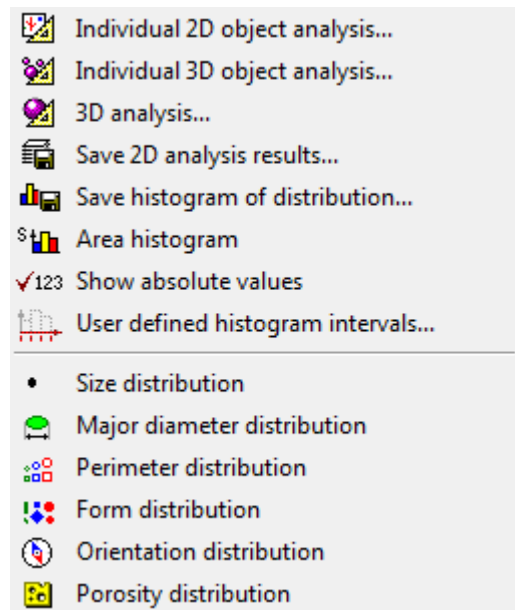 Individual 2D object analysis...
Individual 3D object analysis...
3D analysis...
Save 2D analysis results...
Save histogram of distribution...
S Area histogram
123 Show absolute values
User defined histogram intervals...
Size distribution
Major diameter distribution
Perimeter distribution
Form distribution
Orientation distribution
Porosity distribution